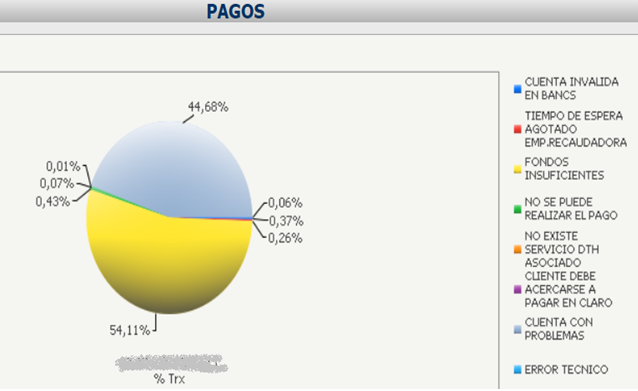 PAGOS
44,68%
0,01%
0,07%
0,43%
0,06%
0,37%
0,26%
54,11%
% Trx
CUENTA INVALIDA
EN BANCS
TIEMPO DE ESPERA
AGOTADO
EMP.RECAUDADORA
FONDOS
INSUFICIENTES
NO SE PUEDE
REALIZAR EL PAGO
NO EXISTE
SERVICIO DTH
ASOCIADO
CLIENTE DEBE
ACERCARSE A
PAGAR EN CLARO
CUENTA CON
PROBLEMAS
ERROR TECNICO